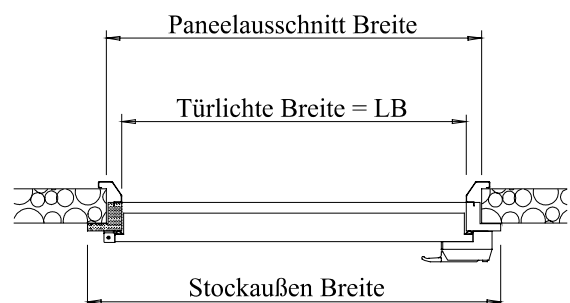 Paneelausschnitt Breite
Türlichte Breite = LB
Stockaußen Breite